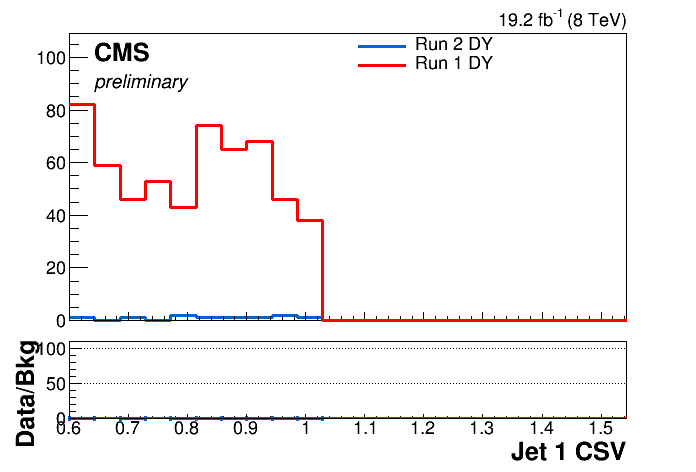 19.2 fb-1 (8 TeV)
CMS
preliminary
Run 2 DY
Run 1 DY
100
80
60
40
20
0
Data/Bkg
100
50
0
0.6 0.7 0.8 0.9 1 1.1 1.2 1.3 1.4 1.5
Jet 1 CSV